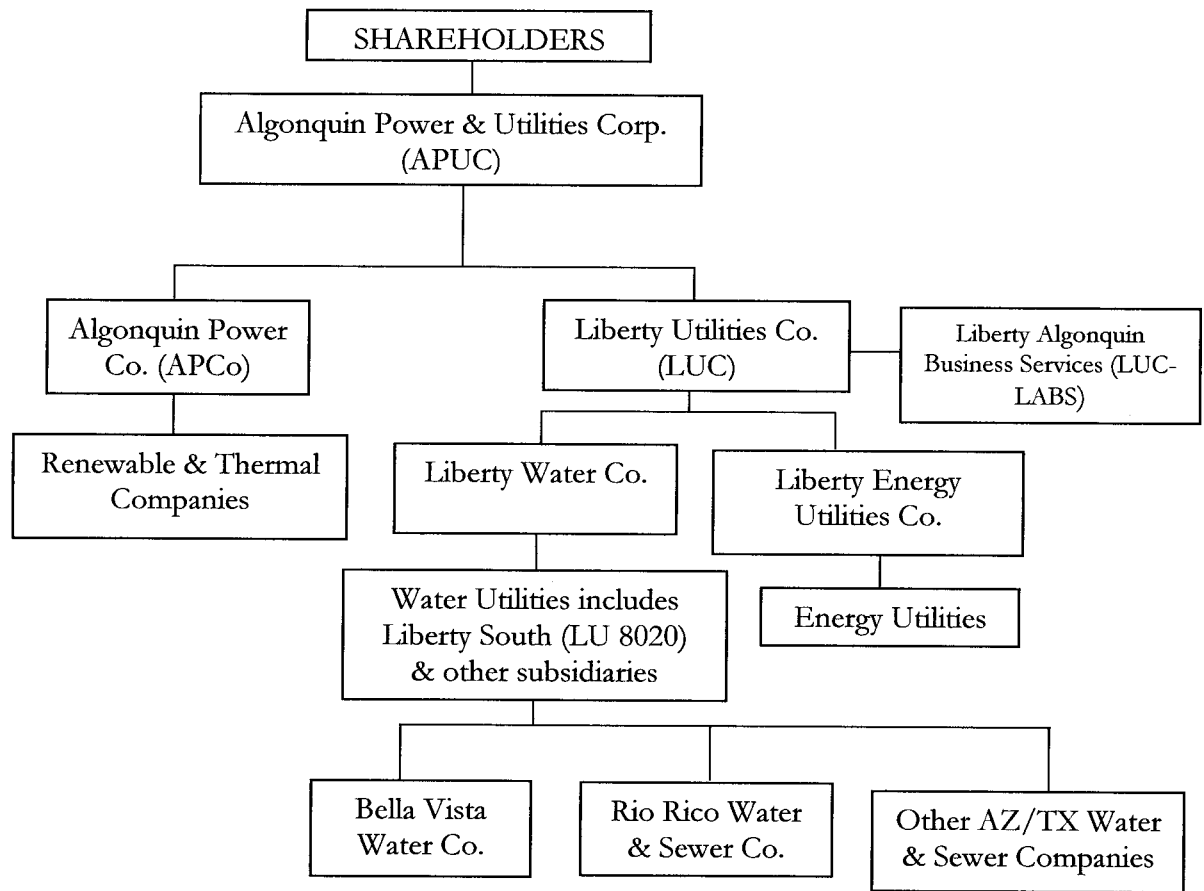 SHAREHOLDERS
Algonquin Power & Utilities Corp.
(APUC)
Algonquin Power
Co. (APCo)
Liberty Utilities Co.
(LUC)
Liberty Algonquin
Business Services (LUC-
LABS)
Renewable & Thermal
Companies
Liberty Water Co.
Liberty Energy
Utilities Co.
Water Utilities includes
Liberty South (LU 8020)
& other subsidiaries
Energy Utilities
Bella Vista
Water Co.
Rio Rico Water
& Sewer Co.
Other AZ/TX Water
& Sewer Companies